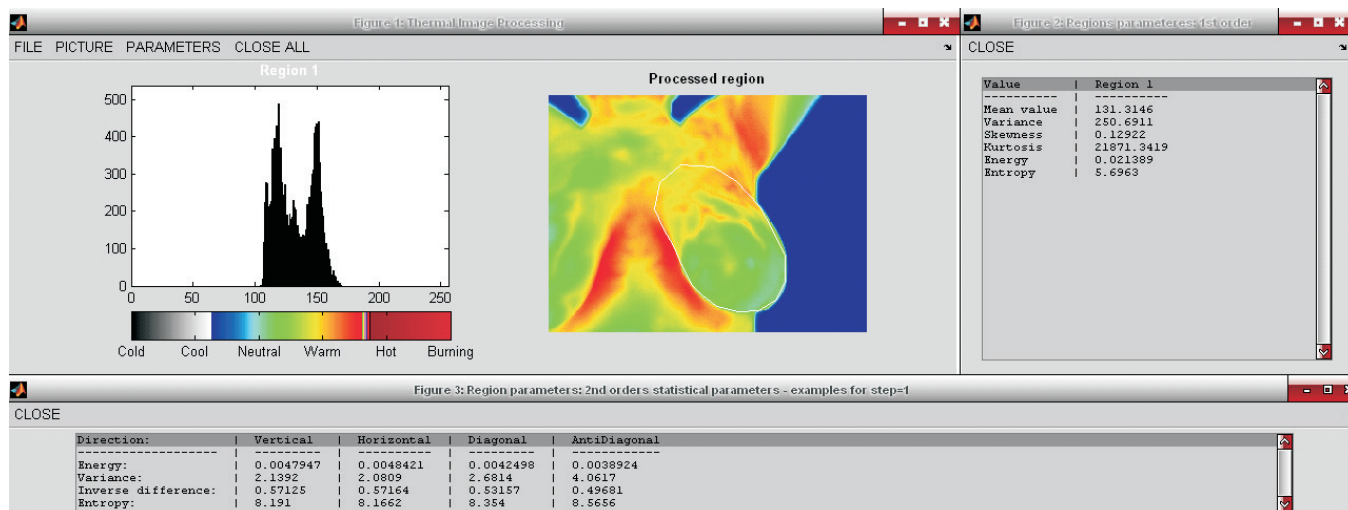 Figure 1: Thermal Image Processing
FILE PICTURE PARAMETERS CLOSE ALL
Region 1
500
400
300
200
100
0
0 50 100 150 200 250
Cold Cool Neutral Warm Hot Burning
Processed region
Figure 2: Regions parameteres: 1st order
CLOSE
Value | Region 1
---------- | ----------
Mean value | 131.3146
Variance | 250.6911
Skewness | 0.12922
Kurtosis | 21871.3419
Energy | 0.021389
Entropy | 5.6963
Figure 3: Region parameters: 2nd orders statistical parameters - examples for step=1
CLOSE
Direction: | Vertical | Horizontal | Diagonal | AntiDiagonal
-------------------- | --------- | ---------- | --------- | -------------
Energy: | 0.0047947 | 0.0048421 | 0.0042498 | 0.0038924
Variance: | 2.1392 | 2.0809 | 2.6814 | 4.0617
Inverse difference: | 0.57125 | 0.57164 | 0.53157 | 0.49681
Entropy: | 8.191 | 8.1662 | 8.354 | 8.5656